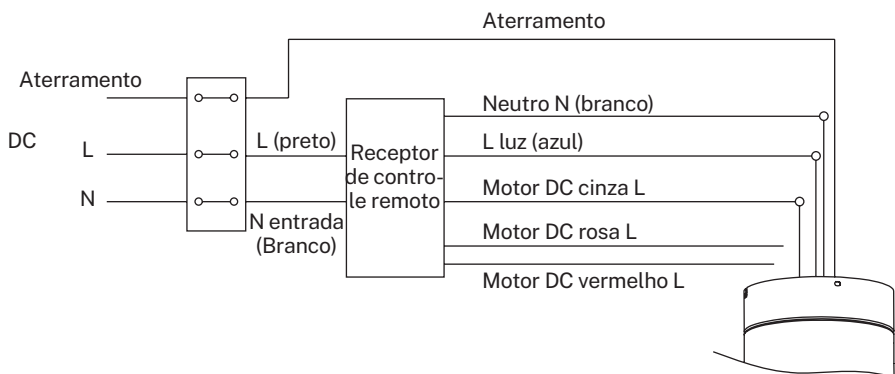 Aterramento
Aterramento
DC
L
N
L (preto)
N entrada
(Branco)
Receptor
de contro-
le remoto
Neutro N (branco)
L luz (azul)
Motor DC cinza L
Motor DC rosa L
Motor DC vermelho L